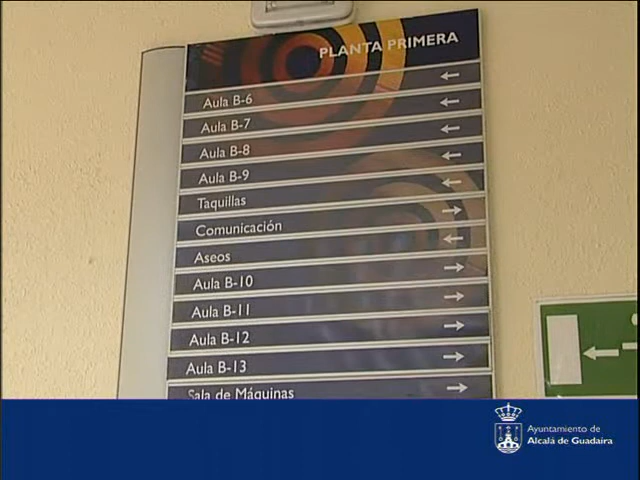 PLANTA PRIMERA
Aula B-6
Aula B-7
Aula B-8
Aula B-9
Taquillas
Comunicación
Aseos
Aula B-10
Aula B-11
Aula B-12
Aula B-13
Sala de Máquinas
Ayuntamiento de
Alcalá de Guadaíra